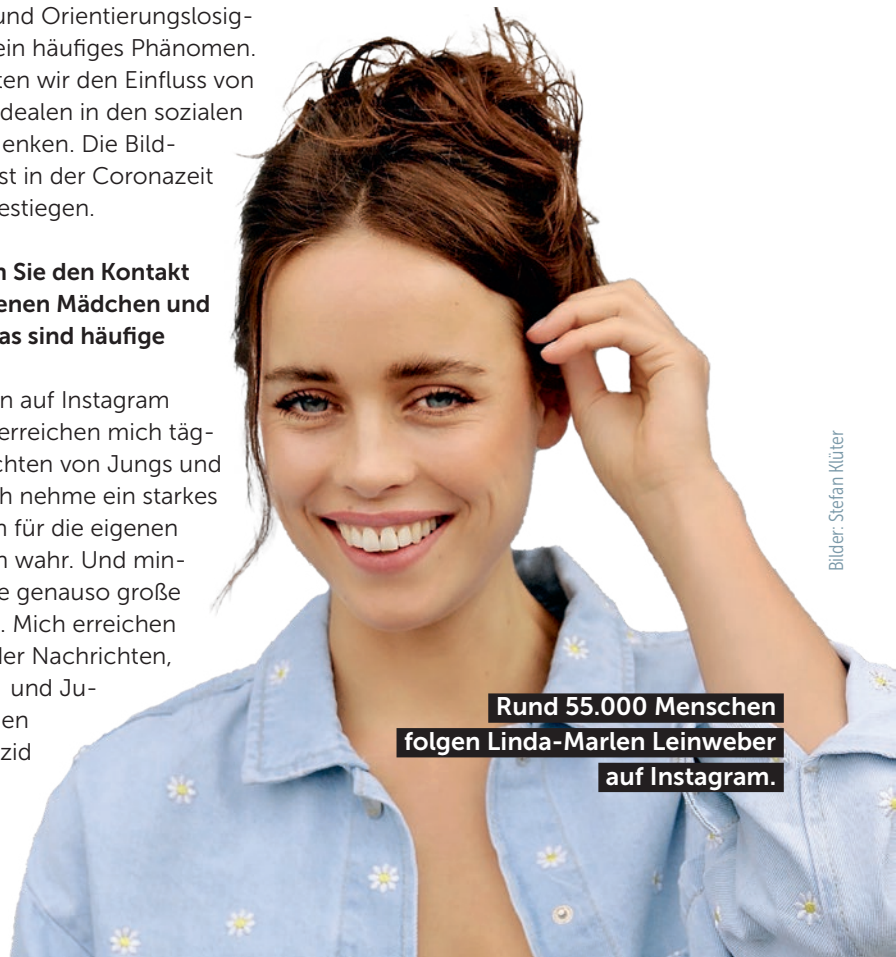 und Orientierungslosig-
ein häufiges Phänomen.
ten wir den Einfluss von
dealen in den sozialen
enken. Die Bild-
st in der Coronazeit
estiegen.
n Sie den Kontakt
enen Mädchen und
as sind häufige
n auf Instagram
erreichen mich täg-
chten von Jungs und
h nehme ein starkes
n für die eigenen
n wahr. Und min-
e genauso große
. Mich erreichen
der Nachrichten,
und Ju-
en
zid
Rund 55.000 Menschen
folgen Linda-Marlen Leinweber
auf Instagram.
Bilder: Stefan Klüter